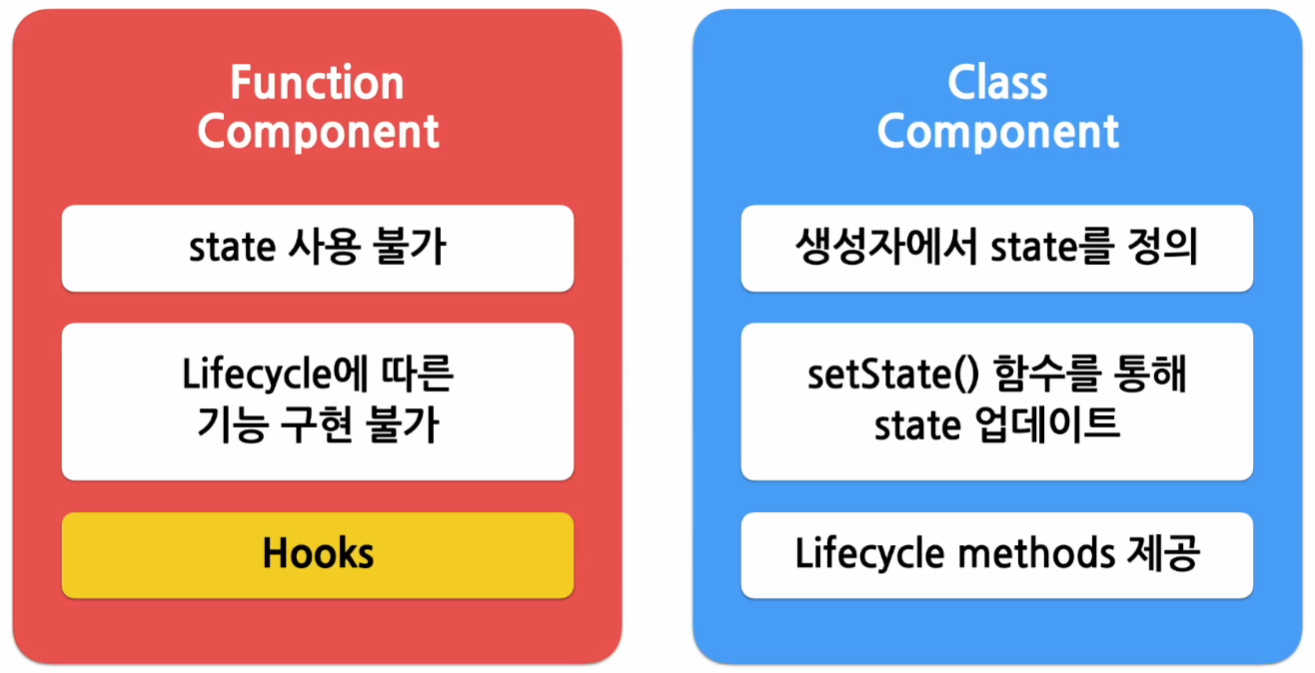 Function
Component
state 사용 불가
Lifecycle에 따른
기능 구현 불가
Hooks
Class
Component
생성자에서 state를 정의
setState() 함수를 통해
state 업데이트
Lifecycle methods 제공